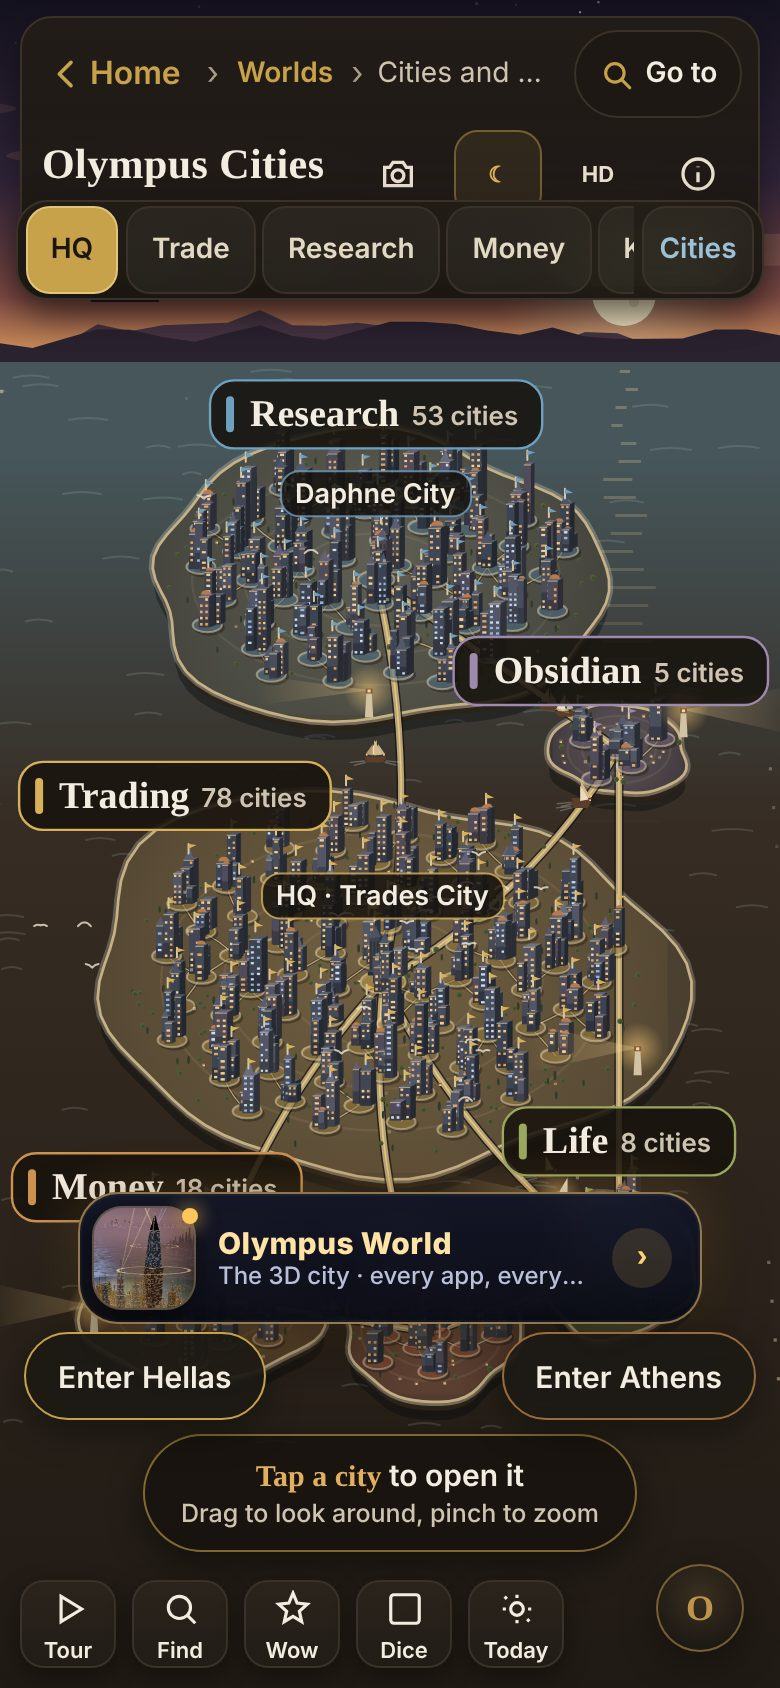 Home › Worlds › Cities and ...
Go to
Olympus Cities
HD
HQ
Trade
Research
Money
Cities
Research 53 cities
Daphne City
Obsidian 5 cities
Trading 78 cities
HQ · Trades City
Life 8 cities
Money 18 cities
Olympus World
The 3D city · every app, every...
›
Enter Hellas
Enter Athens
Tap a city to open it
Drag to look around, pinch to zoom
Tour
Find
Wow
Dice
Today
O